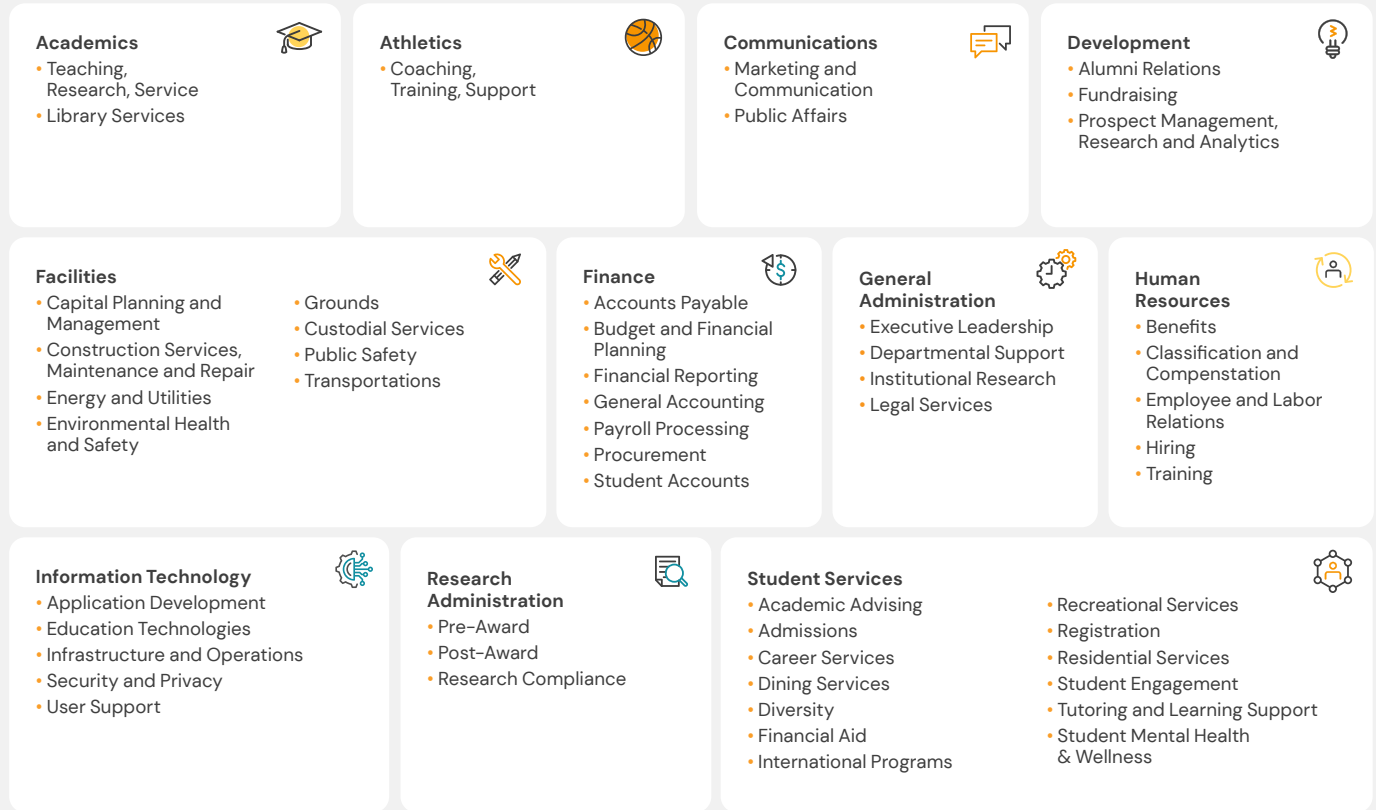 Academics
• Teaching,
Research, Service
• Library Services
Athletics
• Coaching,
Training, Support
Communications
• Marketing and
Communication
• Public Affairs
Development
• Alumni Relations
• Fundraising
• Prospect Management,
Research and Analytics
Facilities
• Capital Planning and
Management
• Construction Services,
Maintenance and Repair
• Energy and Utilities
• Environmental Health
and Safety
• Grounds
• Custodial Services
• Public Safety
• Transportations
Finance
• Accounts Payable
• Budget and Financial
Planning
• Financial Reporting
• General Accounting
• Payroll Processing
• Procurement
• Student Accounts
General
Administration
• Executive Leadership
• Departmental Support
• Institutional Research
• Legal Services
Human
Resources
• Benefits
• Classification and
Compenstation
• Employee and Labor
Relations
• Hiring
• Training
Information Technology
• Application Development
• Education Technologies
• Infrastructure and Operations
• Security and Privacy
• User Support
Research
Administration
• Pre-Award
• Post-Award
• Research Compliance
Student Services
• Academic Advising
• Admissions
• Career Services
• Dining Services
• Diversity
• Financial Aid
• International Programs
• Recreational Services
• Registration
• Residential Services
• Student Engagement
• Tutoring and Learning Support
• Student Mental Health
& Wellness